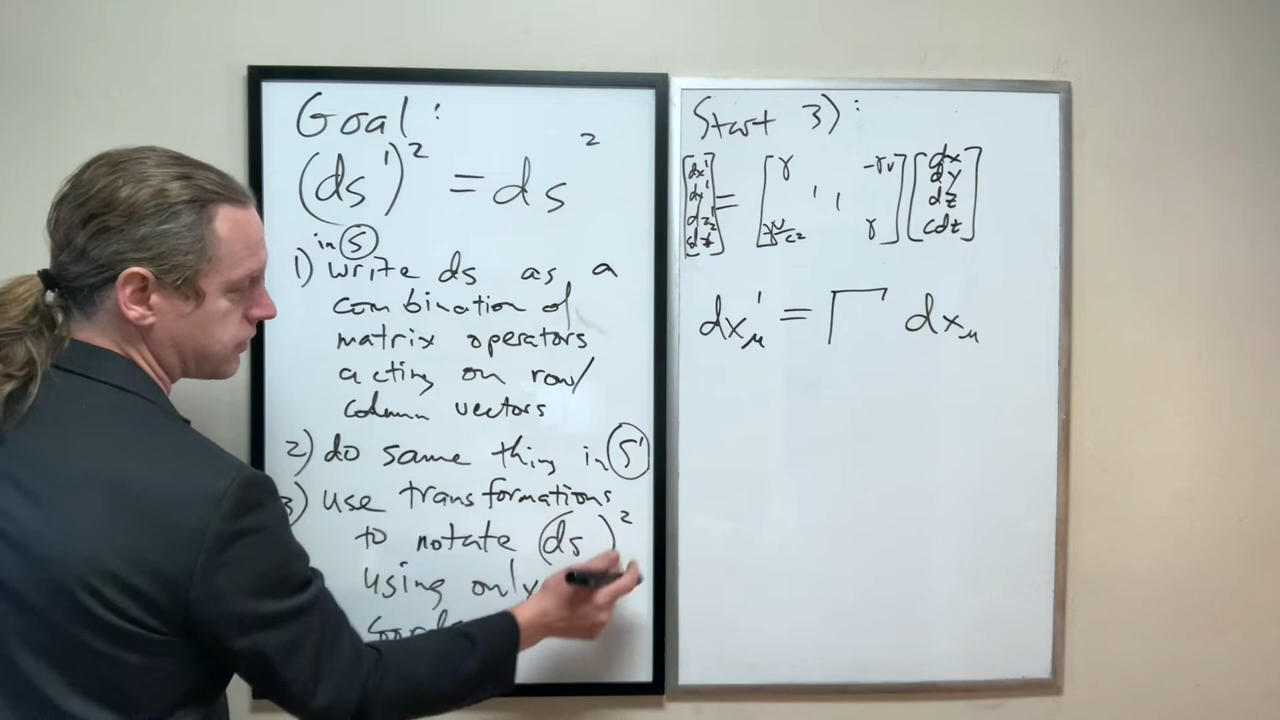 Goal:
(ds')² = ds²
in Ⓢ
1) write ds as a
combination of
matrix operators
acting on row/
column vectors
2) do same thing in Ⓢ'
3) use transformations
to notate (ds)²
using only
Start 3):
[dx' dy' dz' cdt'] = [γ -γv 1 1 γ] [dx dy dz cdt]
dx'μ = Γ dxμ